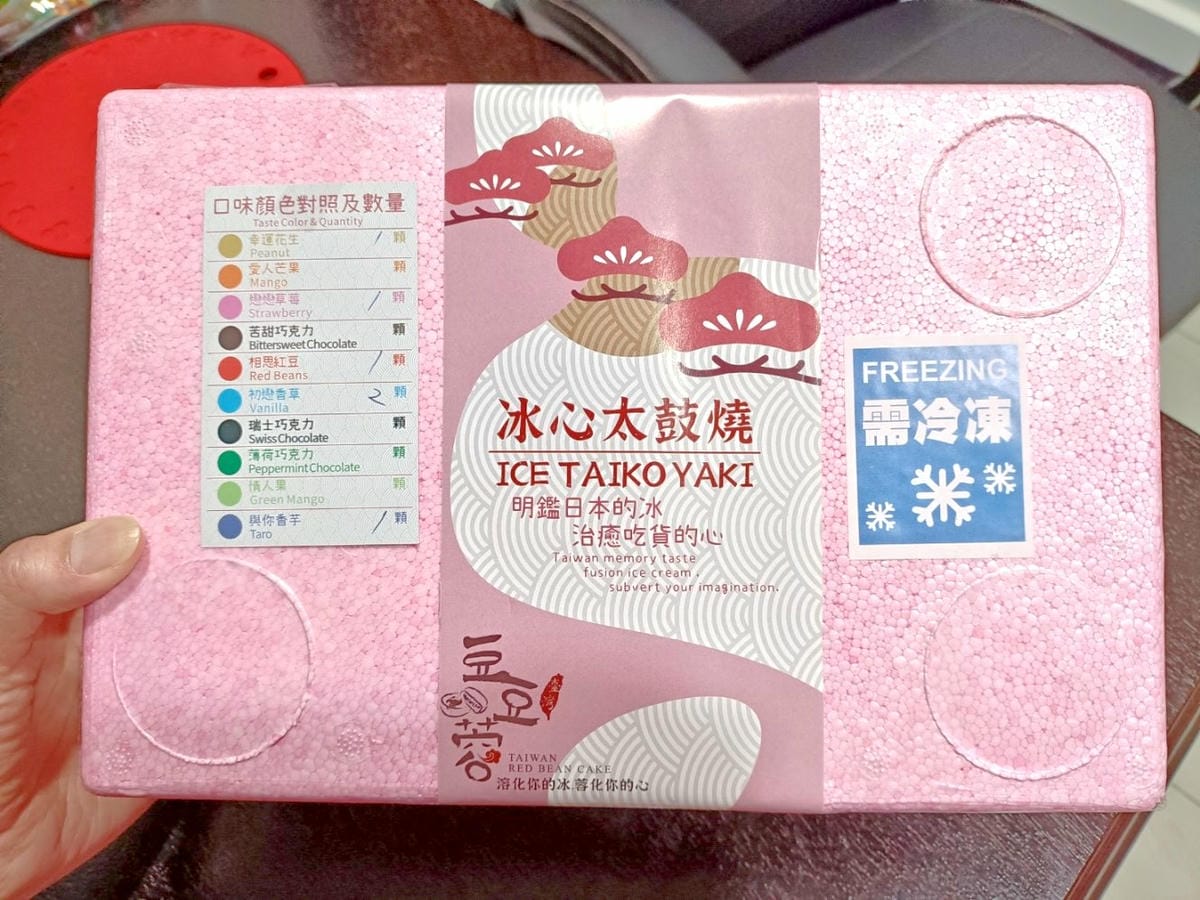 口味顏色對照及數量
Taste Color & Quantity
幸運花生 / 顆
Peanut
愛人芒果 顆
Mango
戀戀草莓 / 顆
Strawberry
苦甜巧克力 顆
Bittersweet Chocolate
相思紅豆 / 顆
Red Beans
初戀香草 2 顆
Vanilla
瑞士巧克力 顆
Swiss Chocolate
薄荷巧克力 顆
Peppermint Chocolate
情人果 顆
Green Mango
與你香芋 / 顆
Taro
冰心太鼓燒
ICE TAIKO YAKI
明鑑日本的冰
治癒吃貨的心
Taiwan memory taste
fusion ice cream ,
subvert your imagination.
豆豆蓉
臺灣
TAIWAN
RED BEAN CAKE
溶化你的冰.蓉化你的心
FREEZING
需冷凍